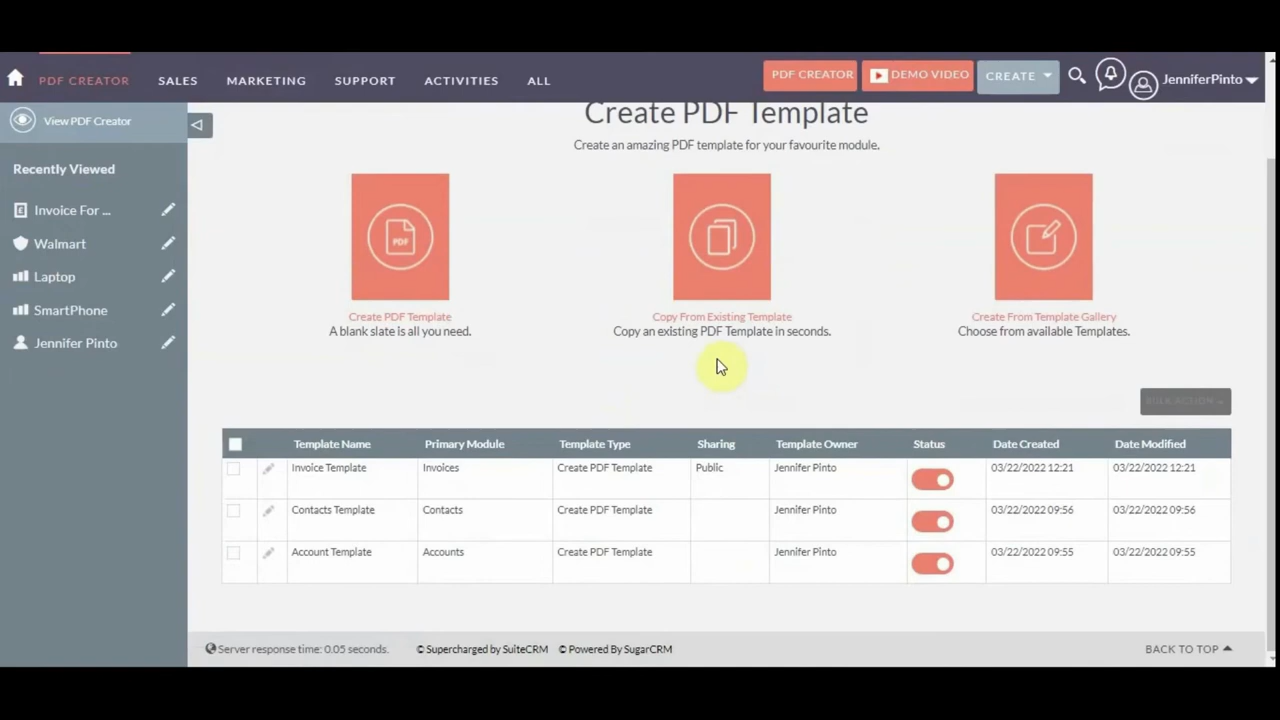 PDF CREATOR SALES MARKETING SUPPORT ACTIVITIES ALL PDF CREATOR DEMO VIDEO CREATE JenniferPinto
View PDF Creator
Recently Viewed
Invoice For ...
Walmart
Laptop
SmartPhone
Jennifer Pinto
Create PDF Template
Create an amazing PDF template for your favourite module.
PDF
Create PDF Template
A blank slate is all you need.
Copy From Existing Template
Copy an existing PDF Template in seconds.
Create From Template Gallery
Choose from available Templates.
BULK ACTION
Template Name Primary Module Template Type Sharing Template Owner Status Date Created Date Modified
Invoice Template Invoices Create PDF Template Public Jennifer Pinto 03/22/2022 12:21 03/22/2022 12:21
Contacts Template Contacts Create PDF Template Jennifer Pinto 03/22/2022 09:56 03/22/2022 09:56
Account Template Accounts Create PDF Template Jennifer Pinto 03/22/2022 09:55 03/22/2022 09:55
Server response time: 0.05 seconds. © Supercharged by SuiteCRM © Powered By SugarCRM BACK TO TOP